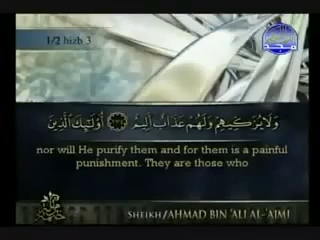 1/2 hizb 3
وَلَا يُزَكِّيهِمْ وَلَهُمْ عَذَابٌ أَلِيمٌ ۝ أُولَٰئِكَ الَّذِينَ
nor will He purify them and for them is a painful
punishment. They are those who
SHEIKH/AHMAD BIN 'ALI AL-'AJMI